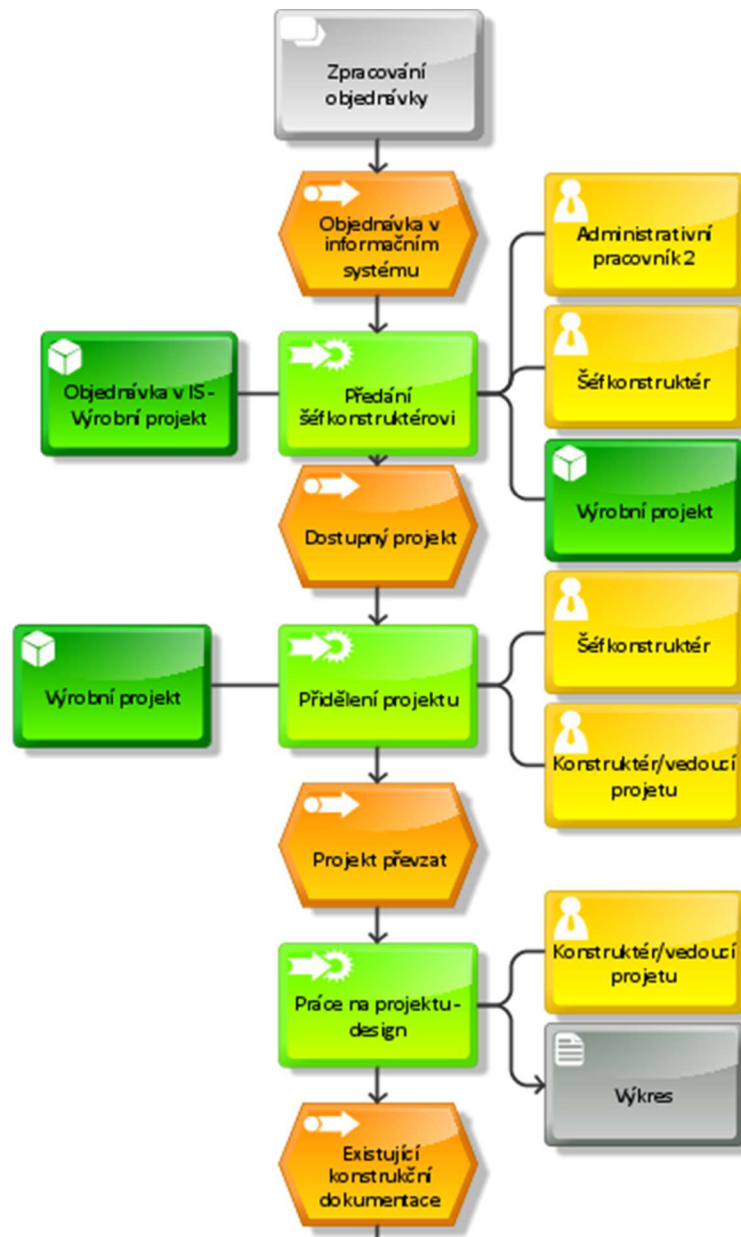 Zpracování
objednávky
Objednávka v
informačním
systému
Administrativní
pracovník 2
Objednávka v IS -
Výrobní projekt
Předání
šéfkonstruktérovi
Šéfkonstruktér
Výrobní projekt
Dostupný projekt
Výrobní projekt
Přidělení projektu
Šéfkonstruktér
Konstruktér/vedoucí
projetu
Projekt převzat
Práce na projektu -
design
Konstruktér/vedoucí
projetu
Výkres
Existující
konstrukční
dokumentace